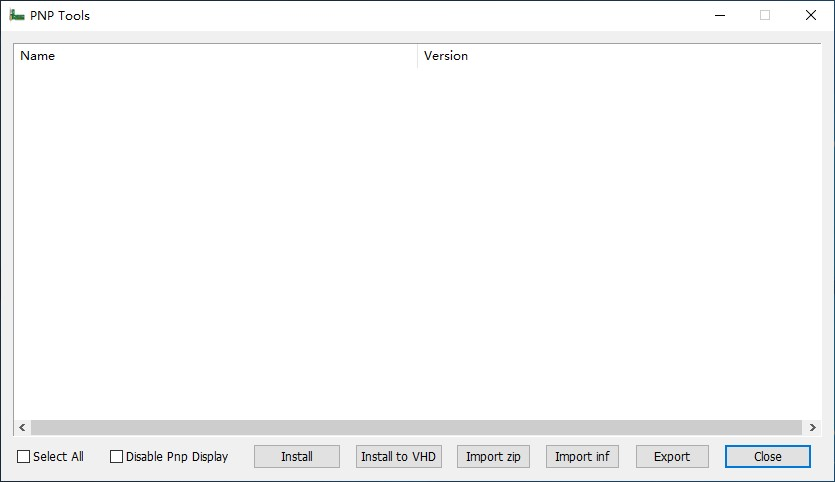 PNP Tools
Name Version
Select All Disable Pnp Display Install Install to VHD Import zip Import inf Export Close